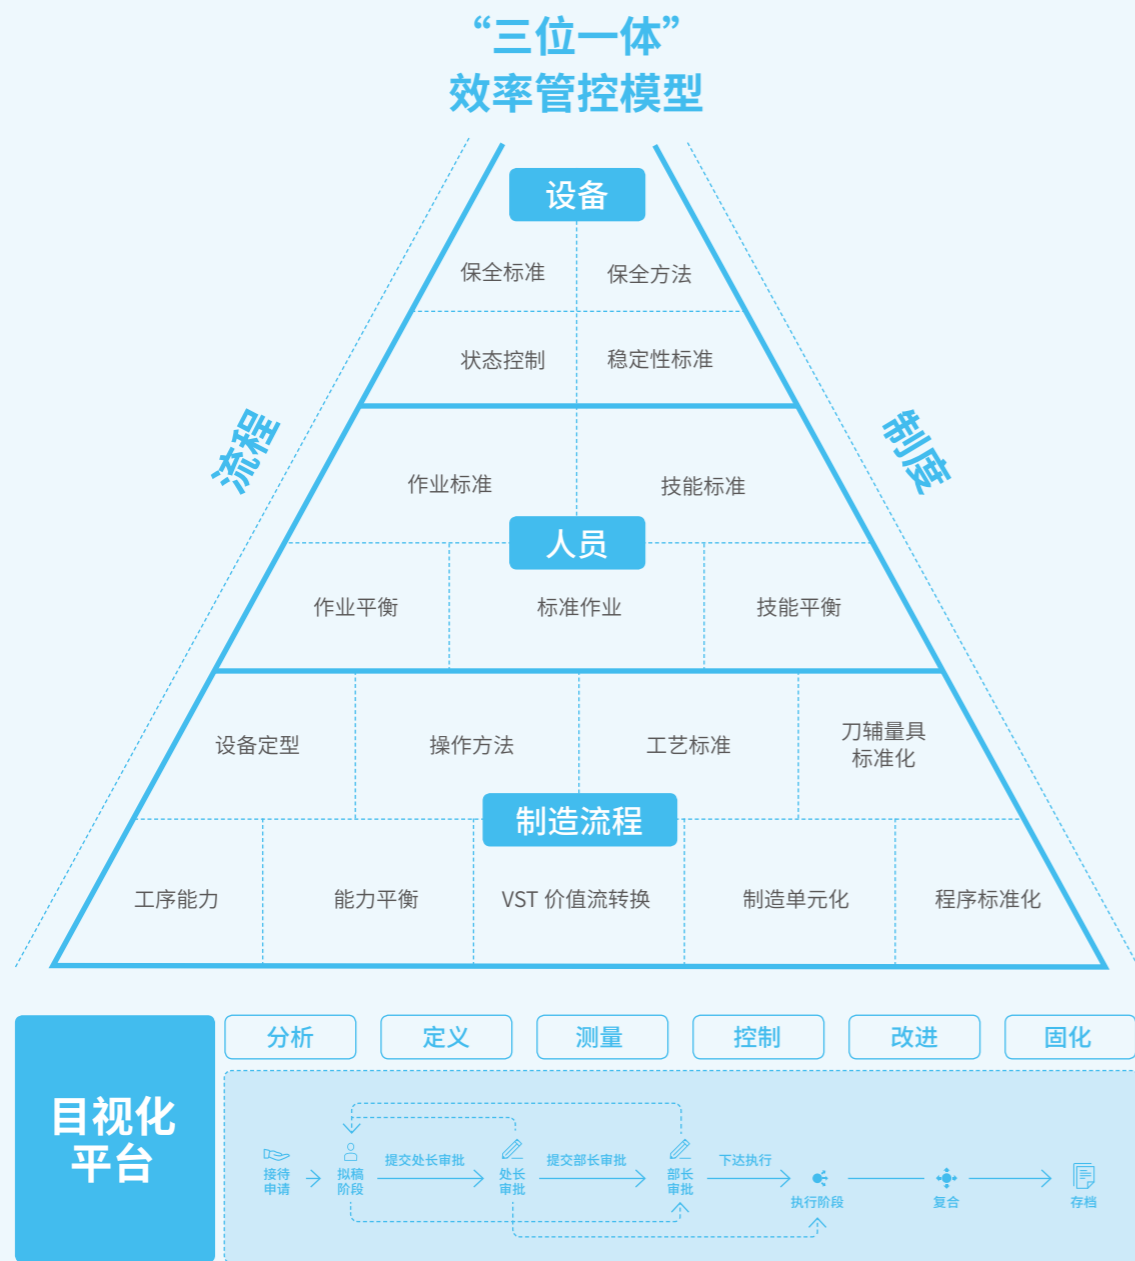 “三位一体”
效率管控模型
设备
保全标准
保全方法
状态控制
稳定性标准
流程
制度
作业标准
技能标准
人员
作业平衡
标准作业
技能平衡
设备定型
操作方法
工艺标准
刀辅量具
标准化
制造流程
工序能力
能力平衡
VST 价值流转换
制造单元化
程序标准化
目视化
平台
分析
定义
测量
控制
改进
固化
接待
申请
拟稿
阶段
提交处长审批
处长
审批
提交部长审批
部长
审批
下达执行
执行阶段
复合
存档